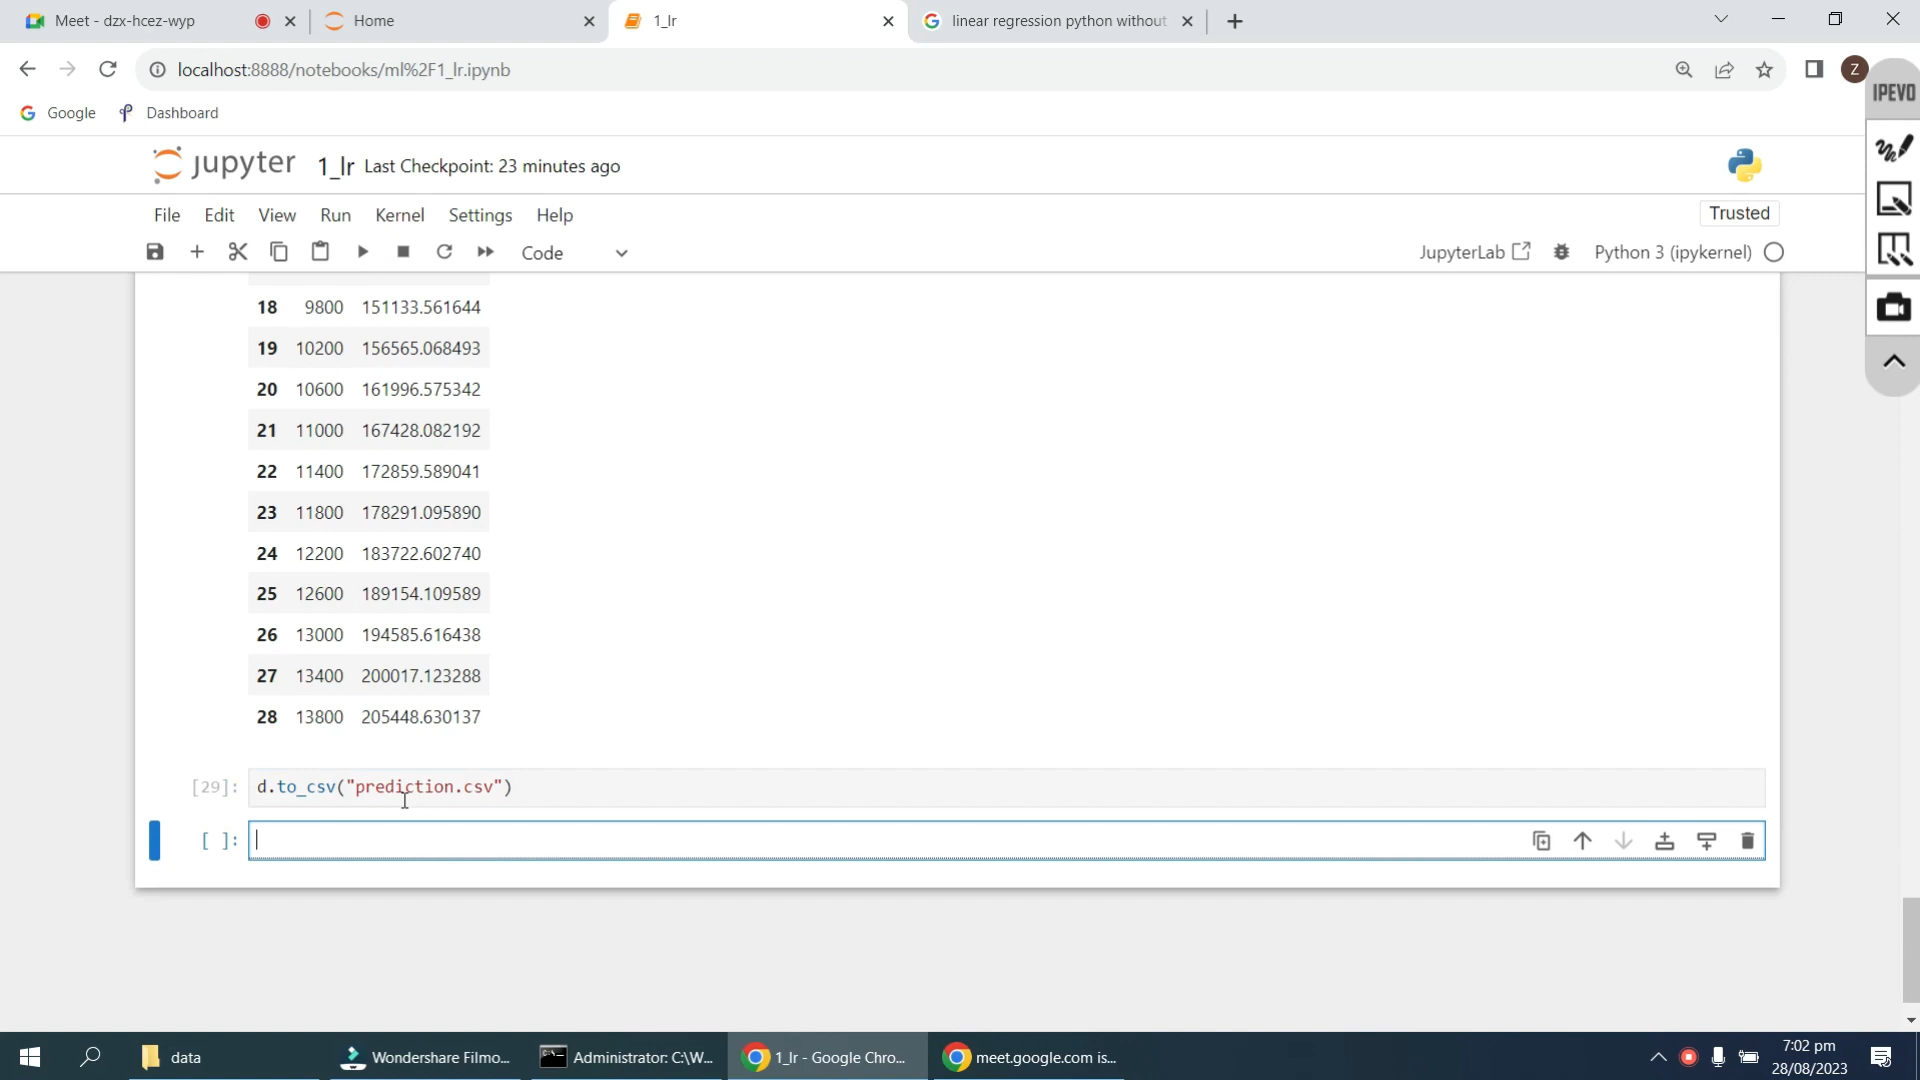 Meet - dzx-hcez-wyp
Home
1_lr
linear regression python without
localhost:8888/notebooks/ml%2F1_lr.ipynb
Z
IPEVO
Google
Dashboard
jupyter 1_lr Last Checkpoint: 23 minutes ago
File Edit View Run Kernel Settings Help
Trusted
Code
JupyterLab
Python 3 (ipykernel)
18 9800 151133.561644
19 10200 156565.068493
20 10600 161996.575342
21 11000 167428.082192
22 11400 172859.589041
23 11800 178291.095890
24 12200 183722.602740
25 12600 189154.109589
26 13000 194585.616438
27 13400 200017.123288
28 13800 205448.630137
[29]: d.to_csv("prediction.csv")
[ ]:
data
Wondershare Filmo...
Administrator: C:\W...
1_lr - Google Chro...
meet.google.com is...
7:02 pm
28/08/2023